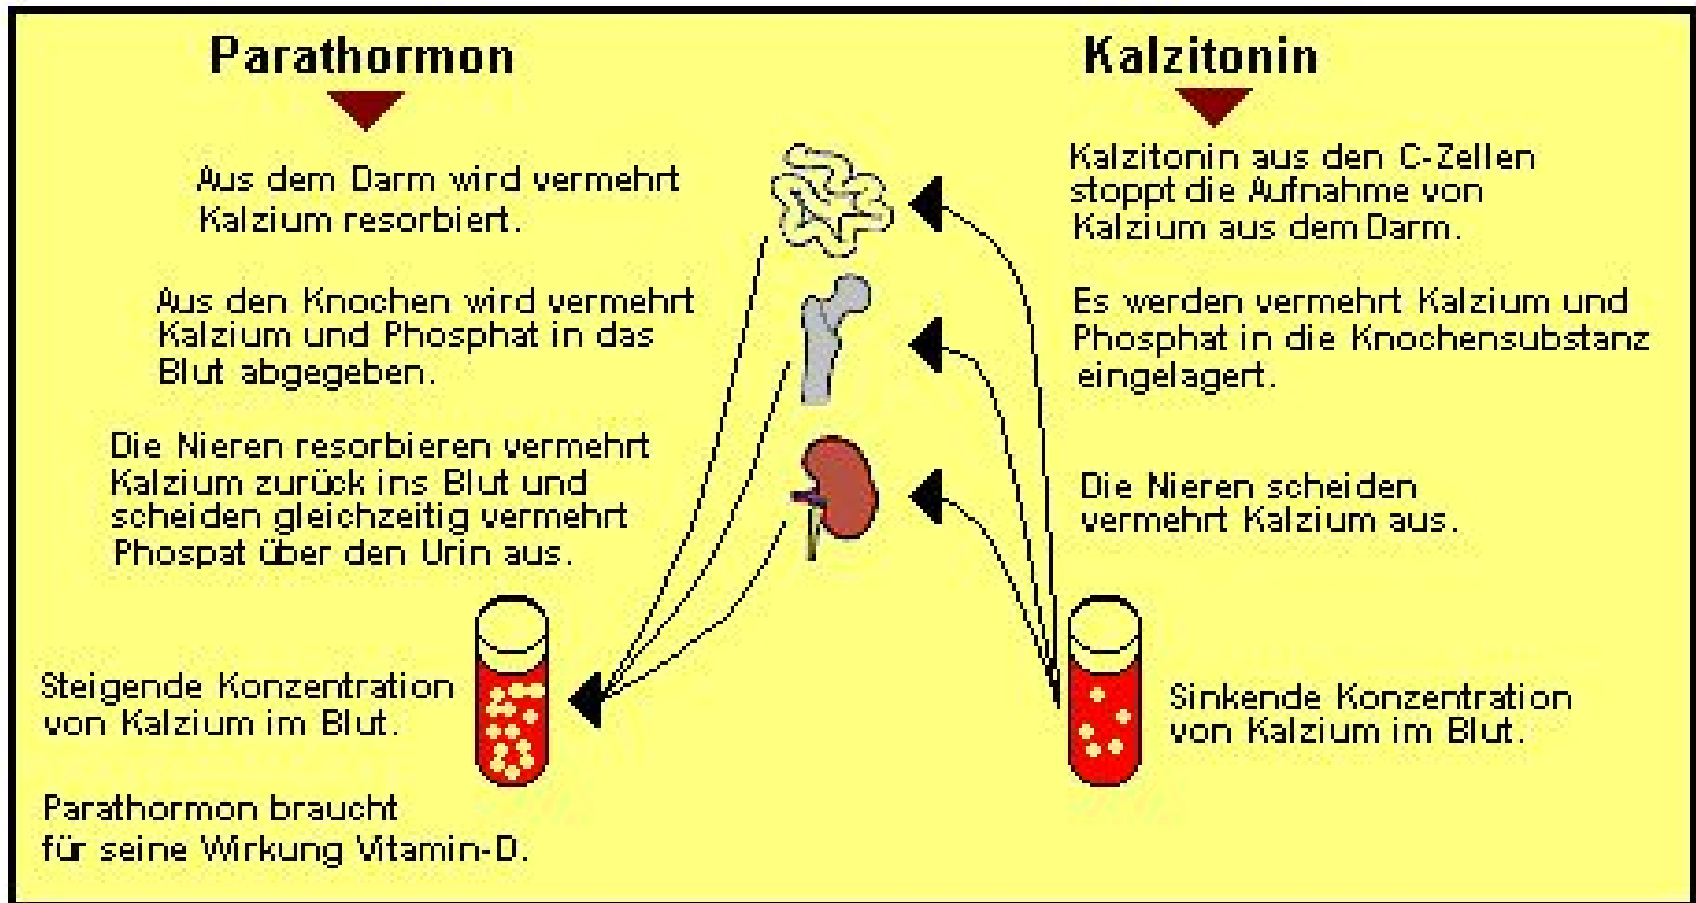 Parathormon
Aus dem Darm wird vermehrt
Kalzium resorbiert.
Aus den Knochen wird vermehrt
Kalzium und Phosphat in das
Blut abgegeben.
Die Nieren resorbieren vermehrt
Kalzium zurück ins Blut und
scheiden gleichzeitig vermehrt
Phospat über den Urin aus.
Steigende Konzentration
von Kalzium im Blut.
Parathormon braucht
für seine Wirkung Vitamin-D.
Kalzitonin
Kalzitonin aus den C-Zellen
stoppt die Aufnahme von
Kalzium aus dem Darm.
Es werden vermehrt Kalzium und
Phosphat in die Knochensubstanz
eingelagert.
Die Nieren scheiden
vermehrt Kalzium aus.
Sinkende Konzentration
von Kalzium im Blut.